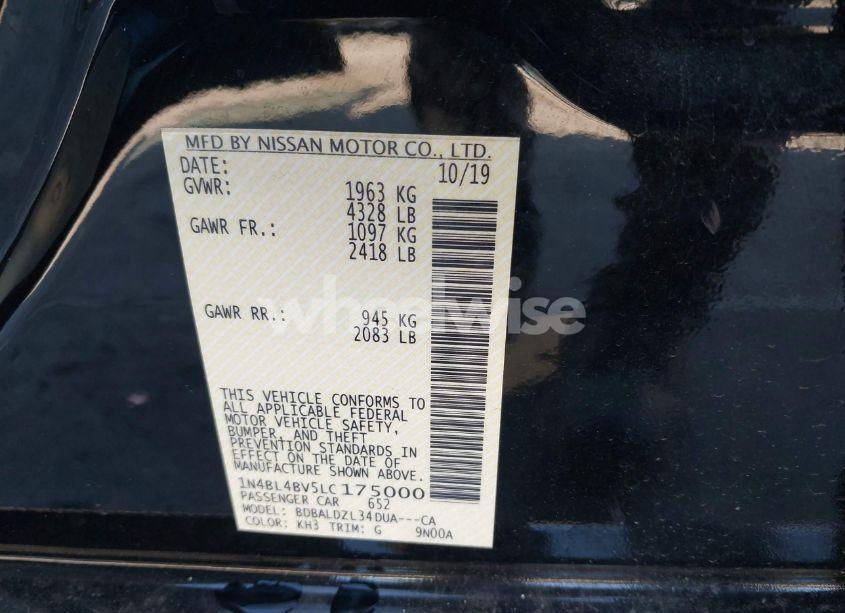 MFD BY NISSAN MOTOR CO., LTD.
DATE: 10/19
GVWR: 1963 KG
4328 LB
GAWR FR.: 1097 KG
2418 LB
GAWR RR.: 945 KG
2083 LB
wheelwise
THIS VEHICLE CONFORMS TO
ALL APPLICABLE FEDERAL
MOTOR VEHICLE SAFETY,
BUMPER, AND THEFT
PREVENTION STANDARDS IN
EFFECT ON THE DATE OF
MANUFACTURE SHOWN ABOVE.
1N4BL4BV5LC175000
PASSENGER CAR 652
MODEL: BDBALDZL34DUA---CA
COLOR: KH3 TRIM: G 9N00A